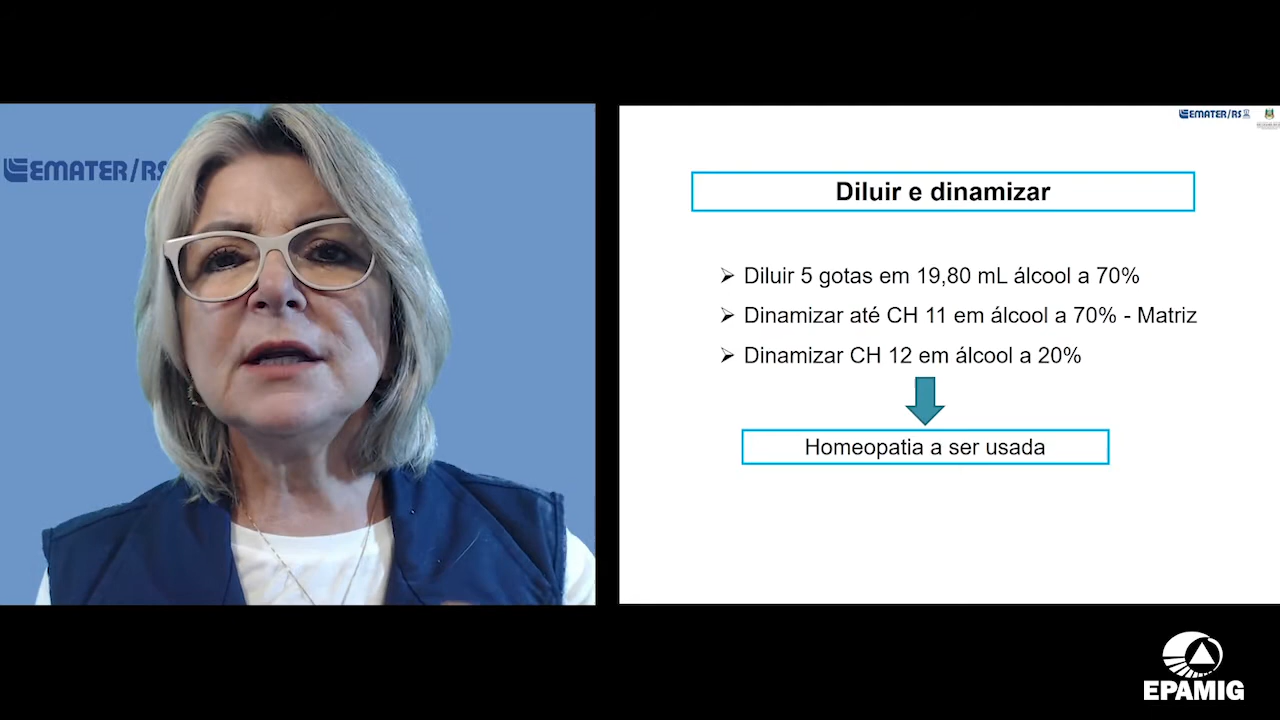 EMATER/RS
EMATER/RS
Diluir e dinamizar
Diluir 5 gotas em 19,80 mL álcool a 70%
Dinamizar até CH 11 em álcool a 70% - Matriz
Dinamizar CH 12 em álcool a 20%
Homeopatia a ser usada
EPAMIG